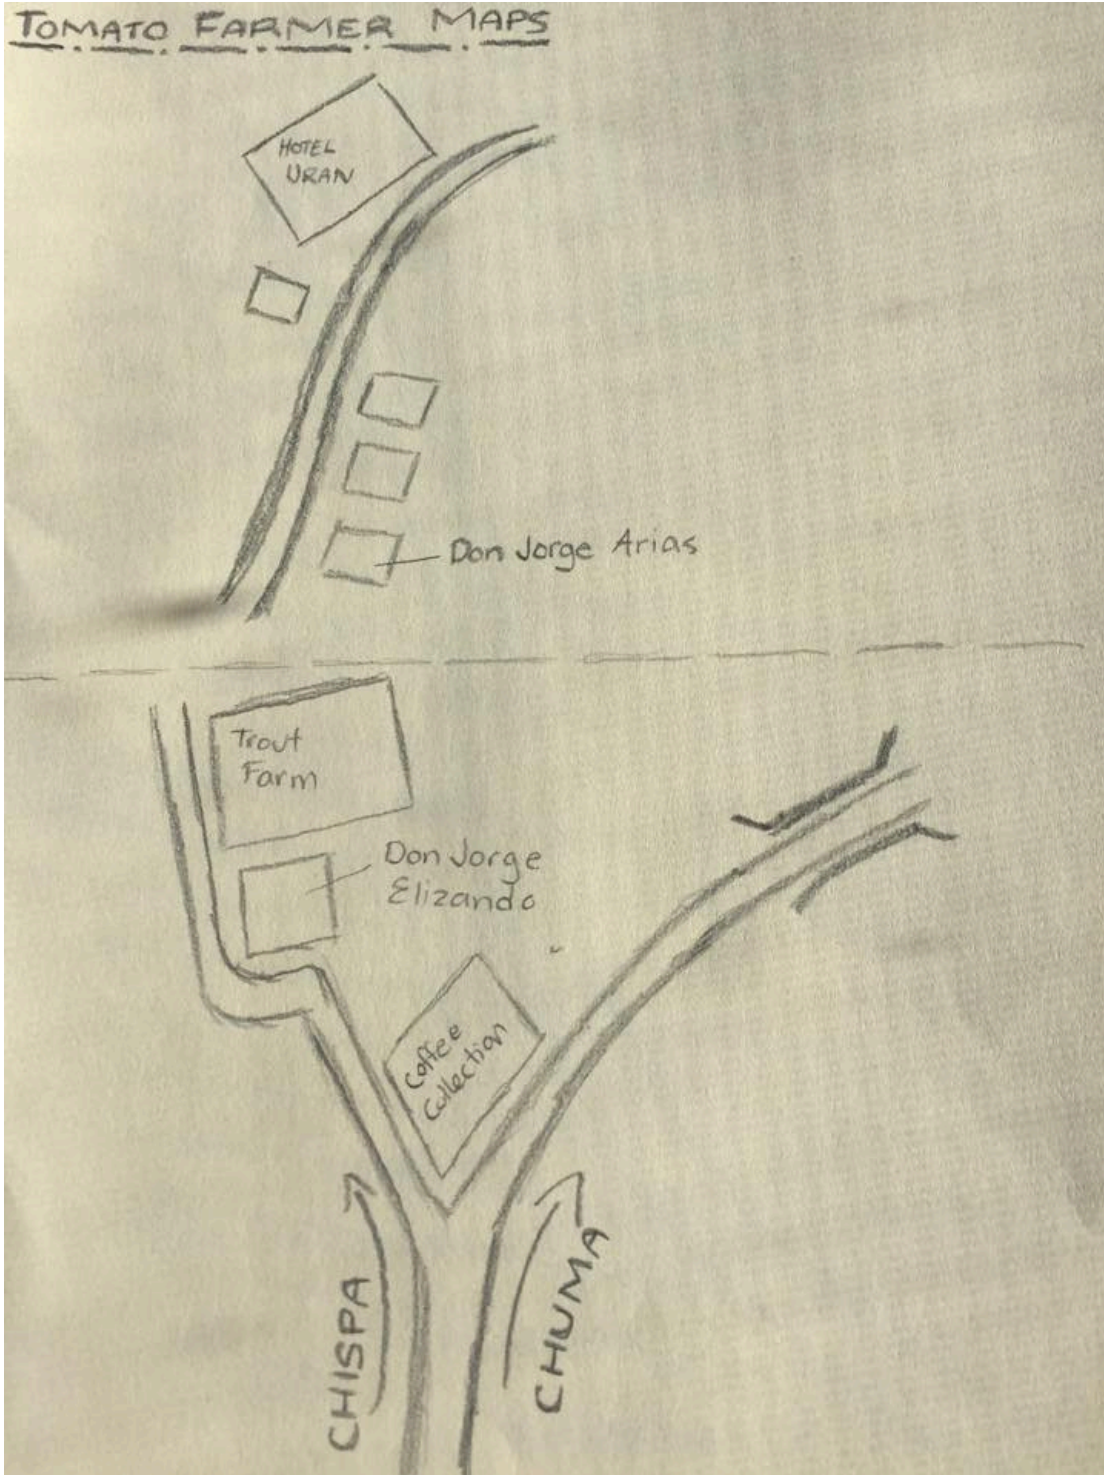 TOMATO FARMER MAPS
HOTEL
URAN
Don Jorge Arias
Trout
Farm
Don Jorge
Elizando
Coffee
Collection
CHISPA
CHUMA